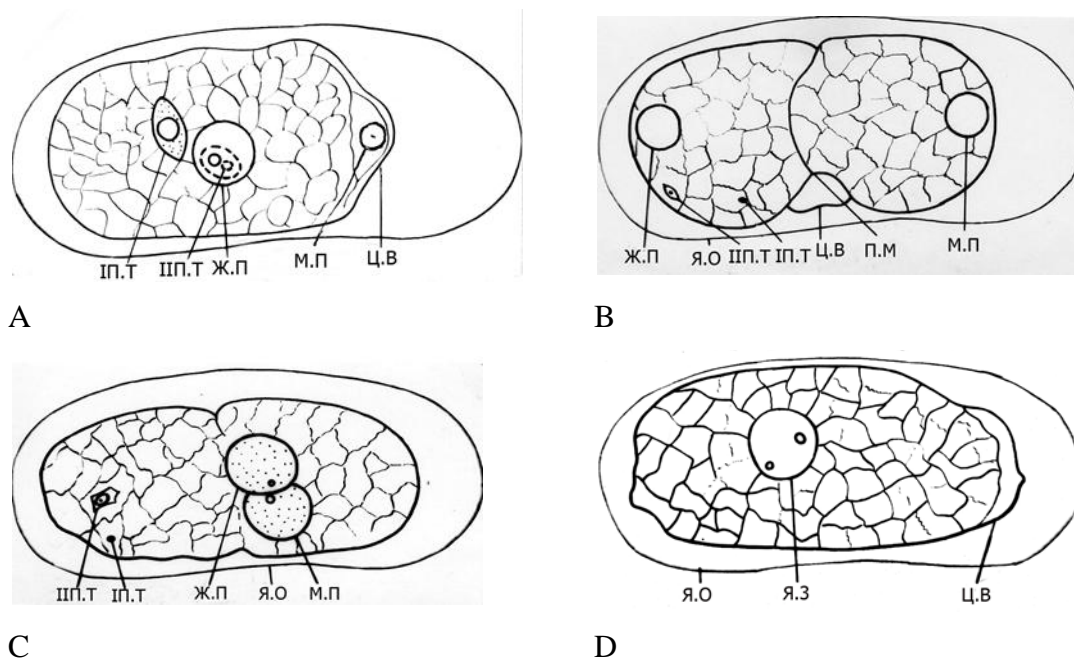 IП.Т IIП.Т Ж.П М.П Ц.В
A
Ж.П Я.О IIП.Т IП.Т Ц.В П.М М.П
B
IIП.Т IП.Т Ж.П Я.О М.П
C
Я.О Я.З Ц.В
D